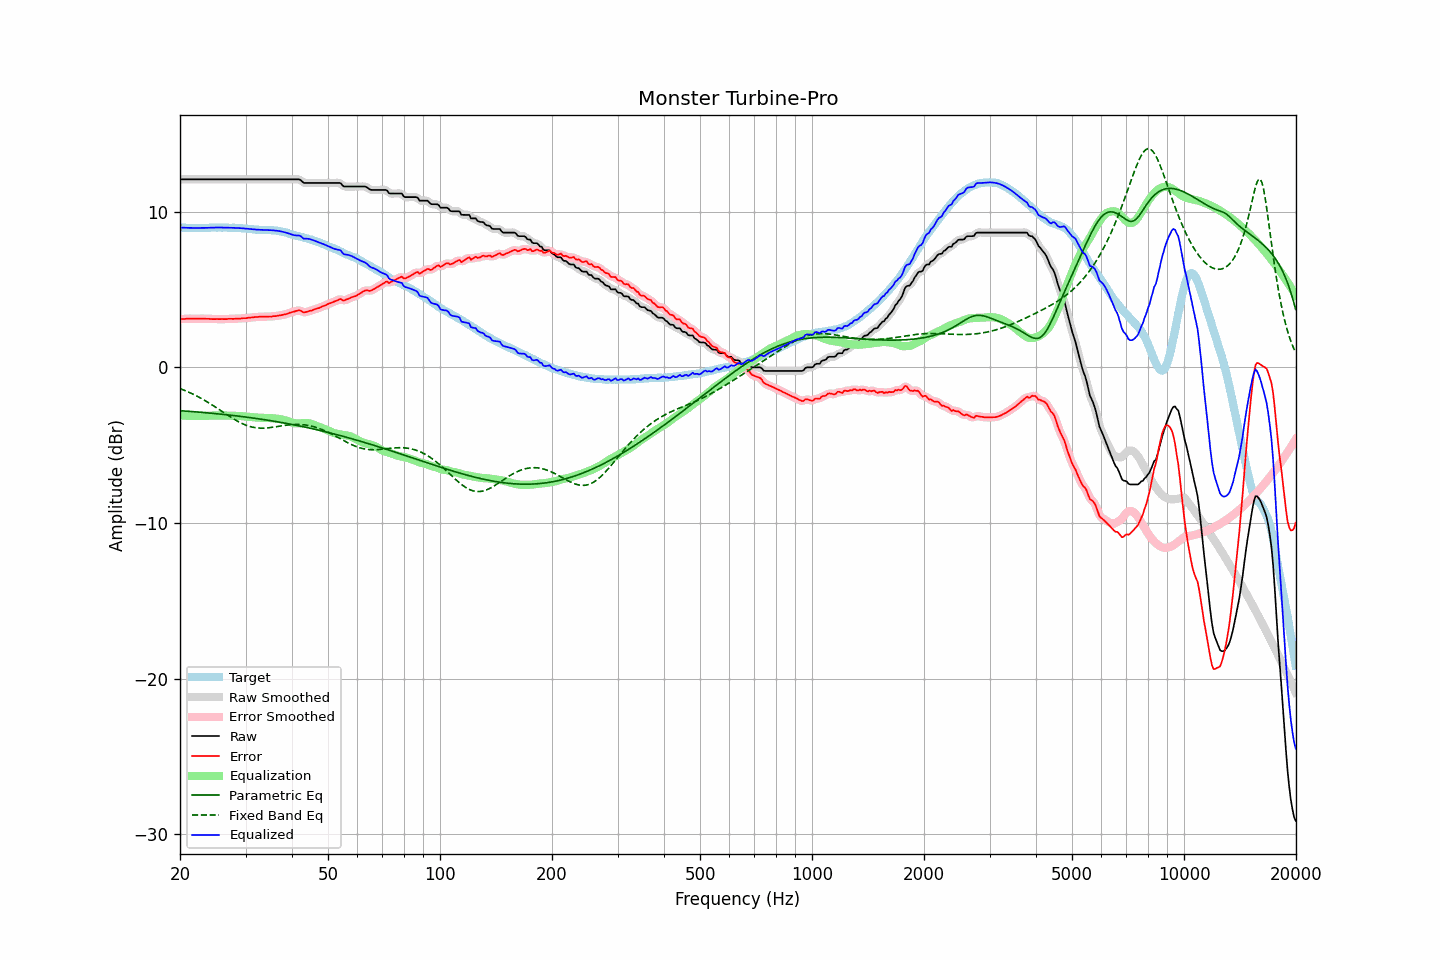 Monster Turbine-Pro
Amplitude (dBr)
10
0
−10
−20
−30
Target
Raw Smoothed
Error Smoothed
Raw
Error
Equalization
Parametric Eq
Fixed Band Eq
Equalized
20 50 100 200 500 1000 2000 5000 10000 20000
Frequency (Hz)